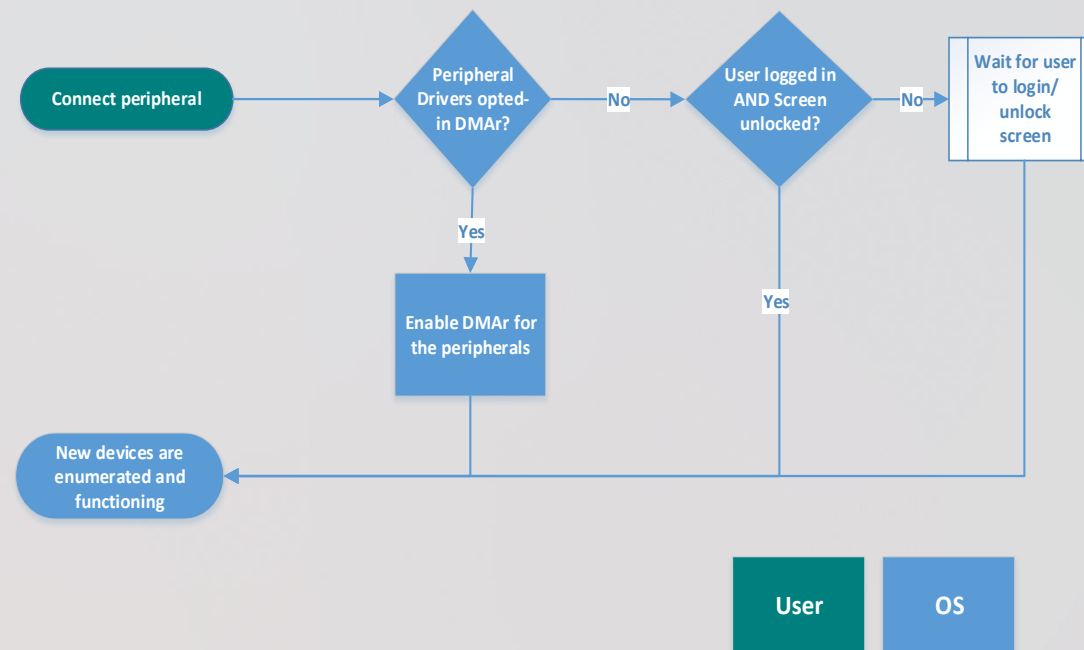 Connect peripheral
Peripheral
Drivers opted-
in DMAr?
No
User logged in
AND Screen
unlocked?
No
Wait for user
to login/
unlock
screen
Yes
Enable DMAr for
the peripherals
Yes
New devices are
enumerated and
functioning
User
OS